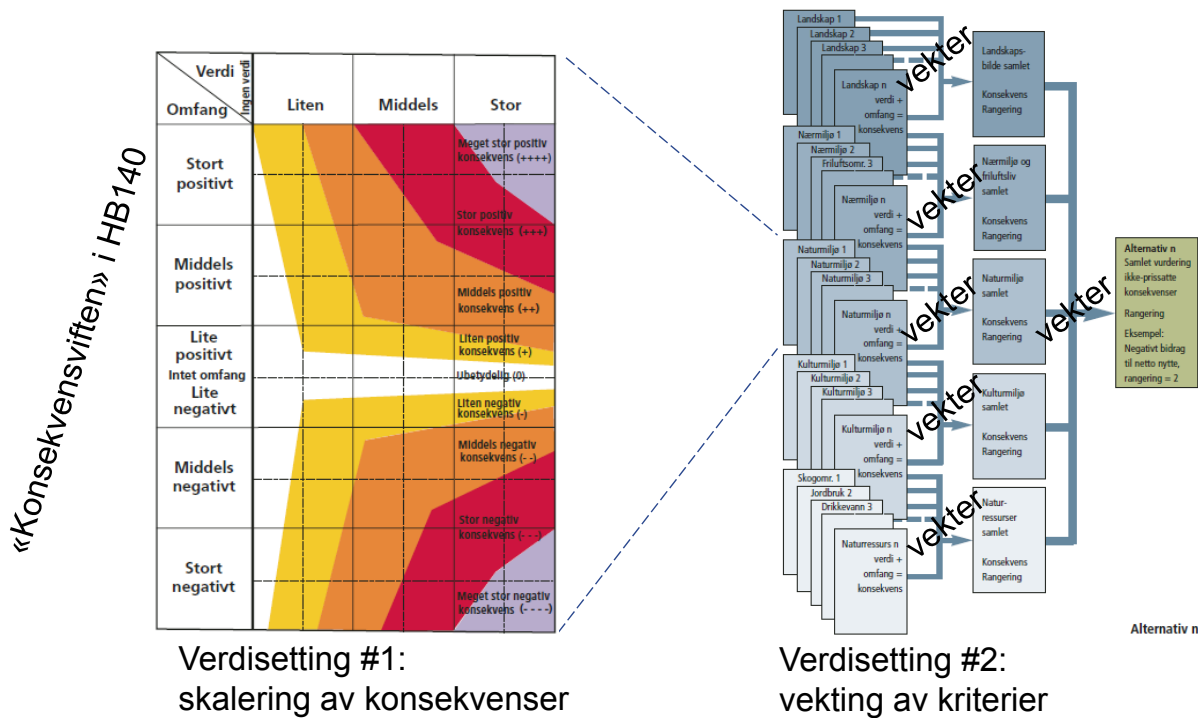 «Konsekvensviften» i HB140
Verdi
Omfang
Ingen verdi
Liten
Middels
Stor
Stort
positivt
Middels
positivt
Lite
positivt
Intet omfang
Lite
negativt
Middels
negativt
Stort
negativt
Meget stor positiv
konsekvens (++++)
Stor positiv
konsekvens (+++)
Middels positiv
konsekvens (++)
Liten positiv
konsekvens (+)
Ubetydelig (0)
Liten negativ
konsekvens (-)
Middels negativ
konsekvens (- -)
Stor negativ
konsekvens (- - -)
Meget stor negativ
konsekvens (- - - -)
Verdisetting #1:
skalering av konsekvenser
Landskap 1
Landskap 2
Landskap 3
Landskap n
verdi +
omfang =
konsekvens
vekter
Landskaps-
bilde samlet
Konsekvens
Rangering
Nærmiljø 1
Nærmiljø 2
Friluftsomr. 3
Nærmiljø n
verdi +
omfang =
konsekvens
vekter
Nærmiljø og
friluftsliv
samlet
Konsekvens
Rangering
Naturmiljø 1
Naturmiljø 2
Naturmiljø 3
Naturmiljø n
verdi +
omfang =
konsekvens
vekter
Naturmiljø
samlet
Konsekvens
Rangering
Kulturmiljø 1
Kulturmiljø 2
Kulturmiljø 3
Kulturmiljø n
verdi +
omfang =
konsekvens
vekter
Kulturmiljø
samlet
Konsekvens
Rangering
Skogomr. 1
Jordbruk 2
Drikkevann 3
Naturressurs n
verdi +
omfang =
konsekvens
vekter
Natur-
ressurser
samlet
Konsekvens
Rangering
vekter
Alternativ n
Samlet vurdering
ikke-prissatte
konsekvenser
Rangering
Eksempel:
Negativt bidrag
til netto nytte,
rangering = 2
Alternativ n
Verdisetting #2:
vekting av kriterier